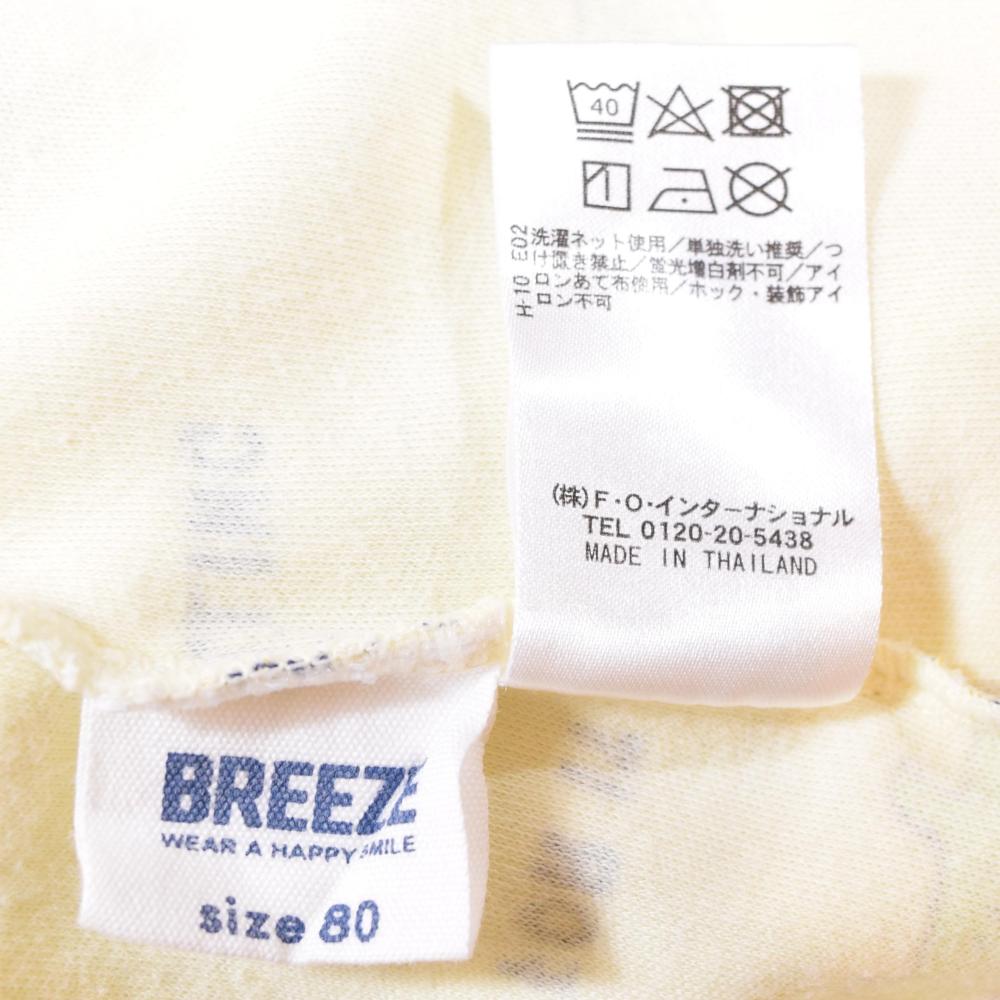 40
H-10 E02
洗濯ネット使用／単独洗い推奨／つ
け置き禁止／蛍光増白剤不可／アイ
ロンあて布使用／ホック・装飾アイ
ロン不可
(株)F・O・インターナショナル
TEL 0120-20-5438
MADE IN THAILAND
BREEZE
WEAR A HAPPY SMILE
size 80